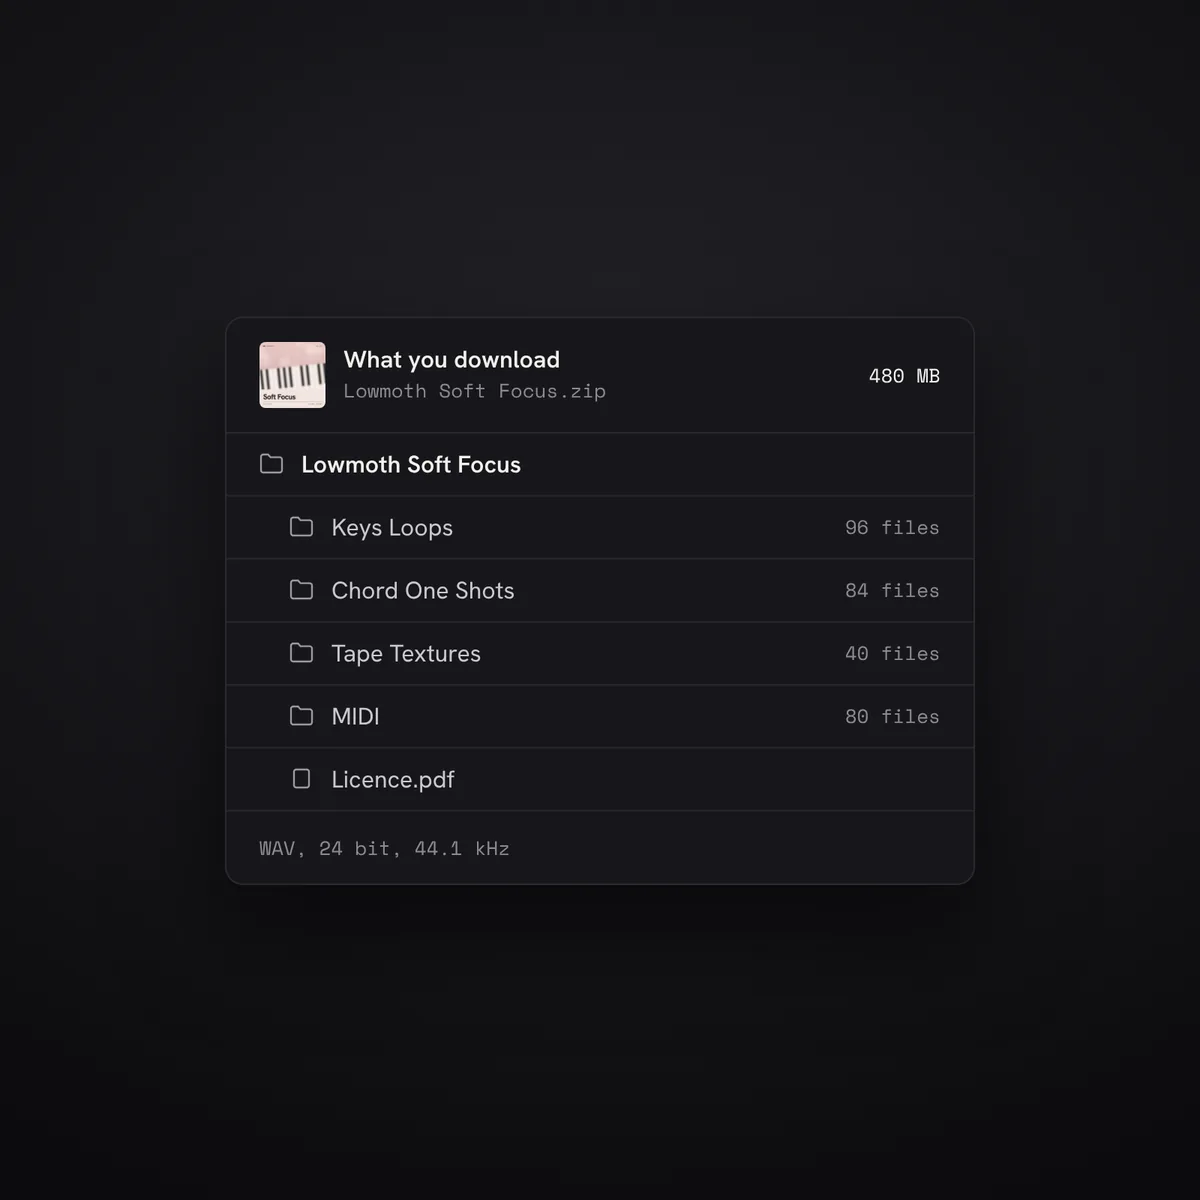 Soft Focus
What you download
Lowmoth Soft Focus.zip
480 MB
Lowmoth Soft Focus
Keys Loops
96 files
Chord One Shots
84 files
Tape Textures
40 files
MIDI
80 files
Licence.pdf
WAV, 24 bit, 44.1 kHz